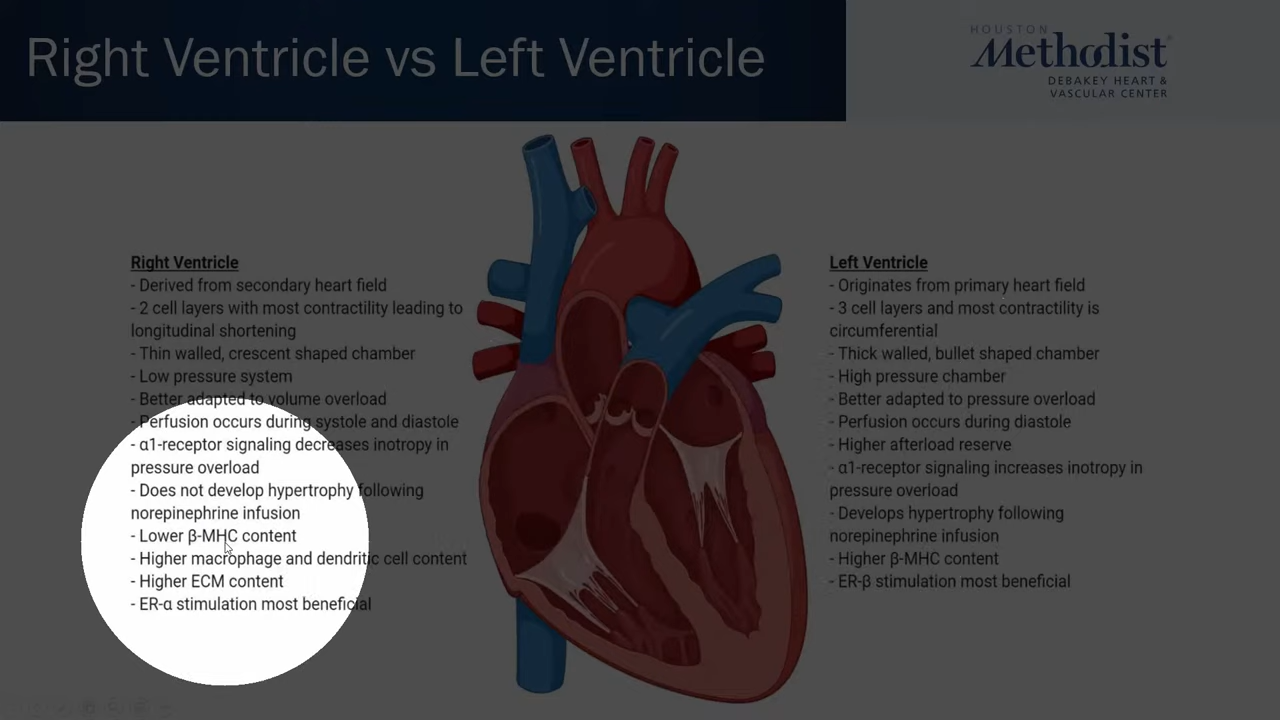 Right Ventricle vs Left Ventricle
HOUSTON
Methodist
DEBAKEY HEART &
VASCULAR CENTER
Right Ventricle
- Derived from secondary heart field
- 2 cell layers with most contractility leading to
longitudinal shortening
- Thin walled, crescent shaped chamber
- Low pressure system
- Better adapted to volume overload
- Perfusion occurs during systole and diastole
- α1-receptor signaling decreases inotropy in
pressure overload
- Does not develop hypertrophy following
norepinephrine infusion
- Lower β-MHC content
- Higher macrophage and dendritic cell content
- Higher ECM content
- ER-α stimulation most beneficial
Left Ventricle
- Originates from primary heart field
- 3 cell layers and most contractility is
circumferential
- Thick walled, bullet shaped chamber
- High pressure chamber
- Better adapted to pressure overload
- Perfusion occurs during diastole
- Higher afterload reserve
- α1-receptor signaling increases inotropy in
pressure overload
- Develops hypertrophy following
norepinephrine infusion
- Higher β-MHC content
- ER-β stimulation most beneficial